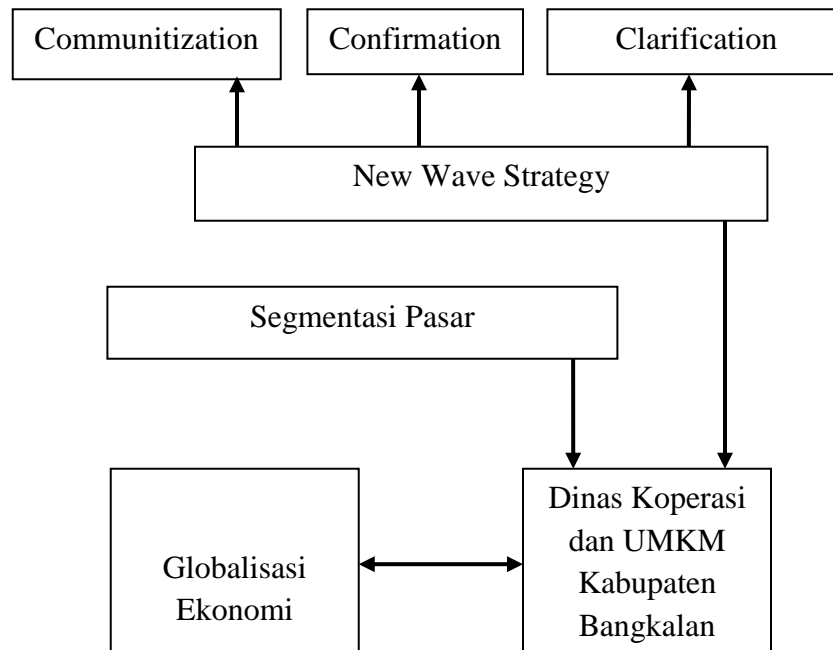 Communitization
Confirmation
Clarification
New Wave Strategy
Segmentasi Pasar
Globalisasi
Ekonomi
Dinas Koperasi
dan UMKM
Kabupaten
Bangkalan